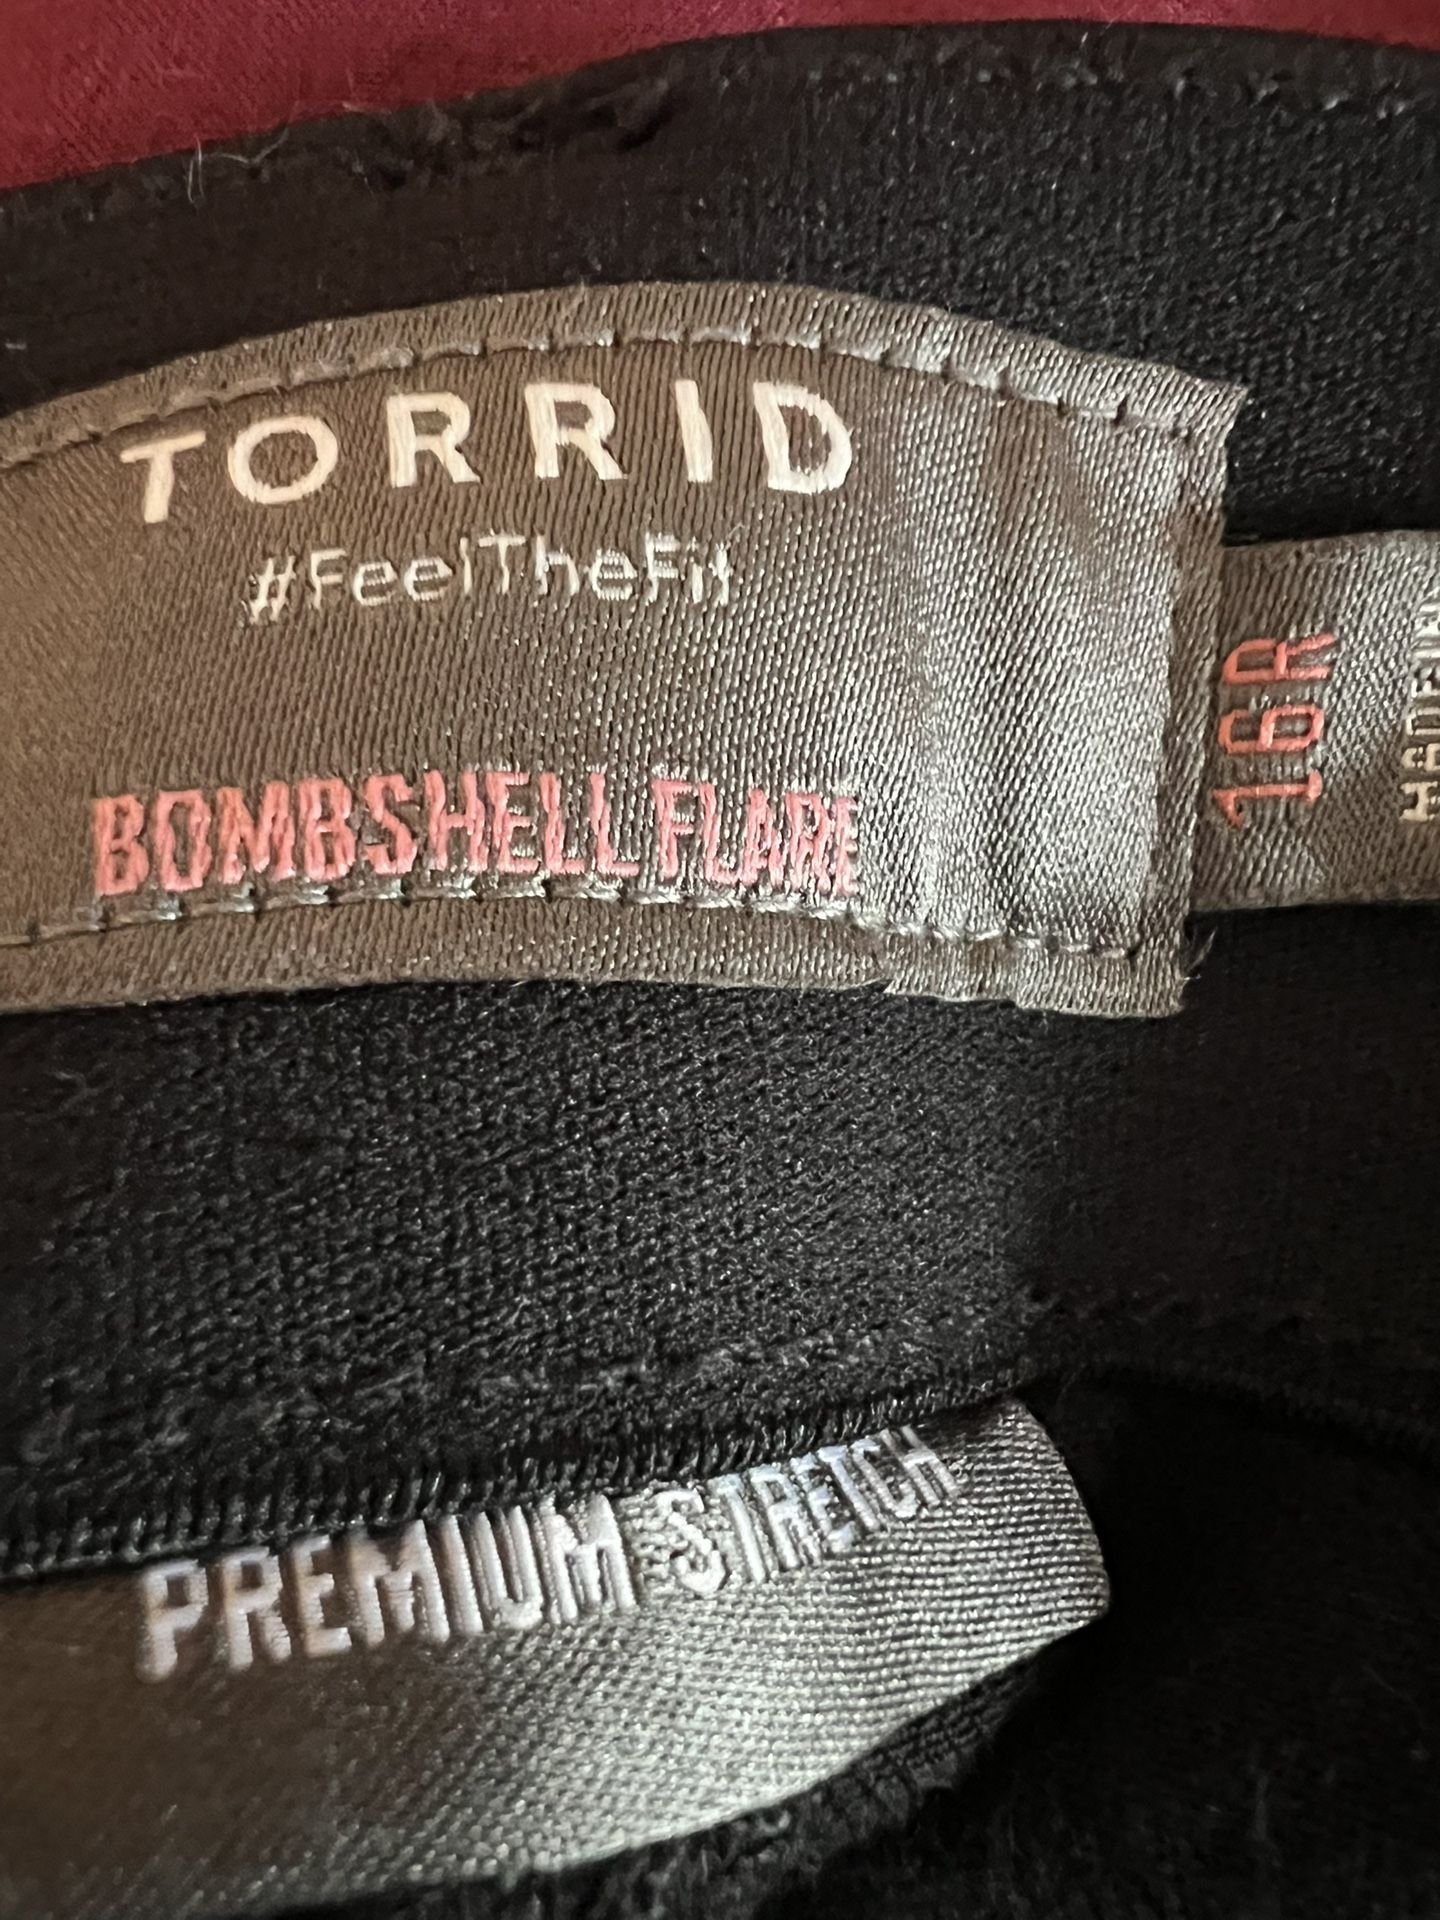 TORRID
#FeelTheFit
BOMBSHELL FLARE
16R
PREMIUM STRETCH